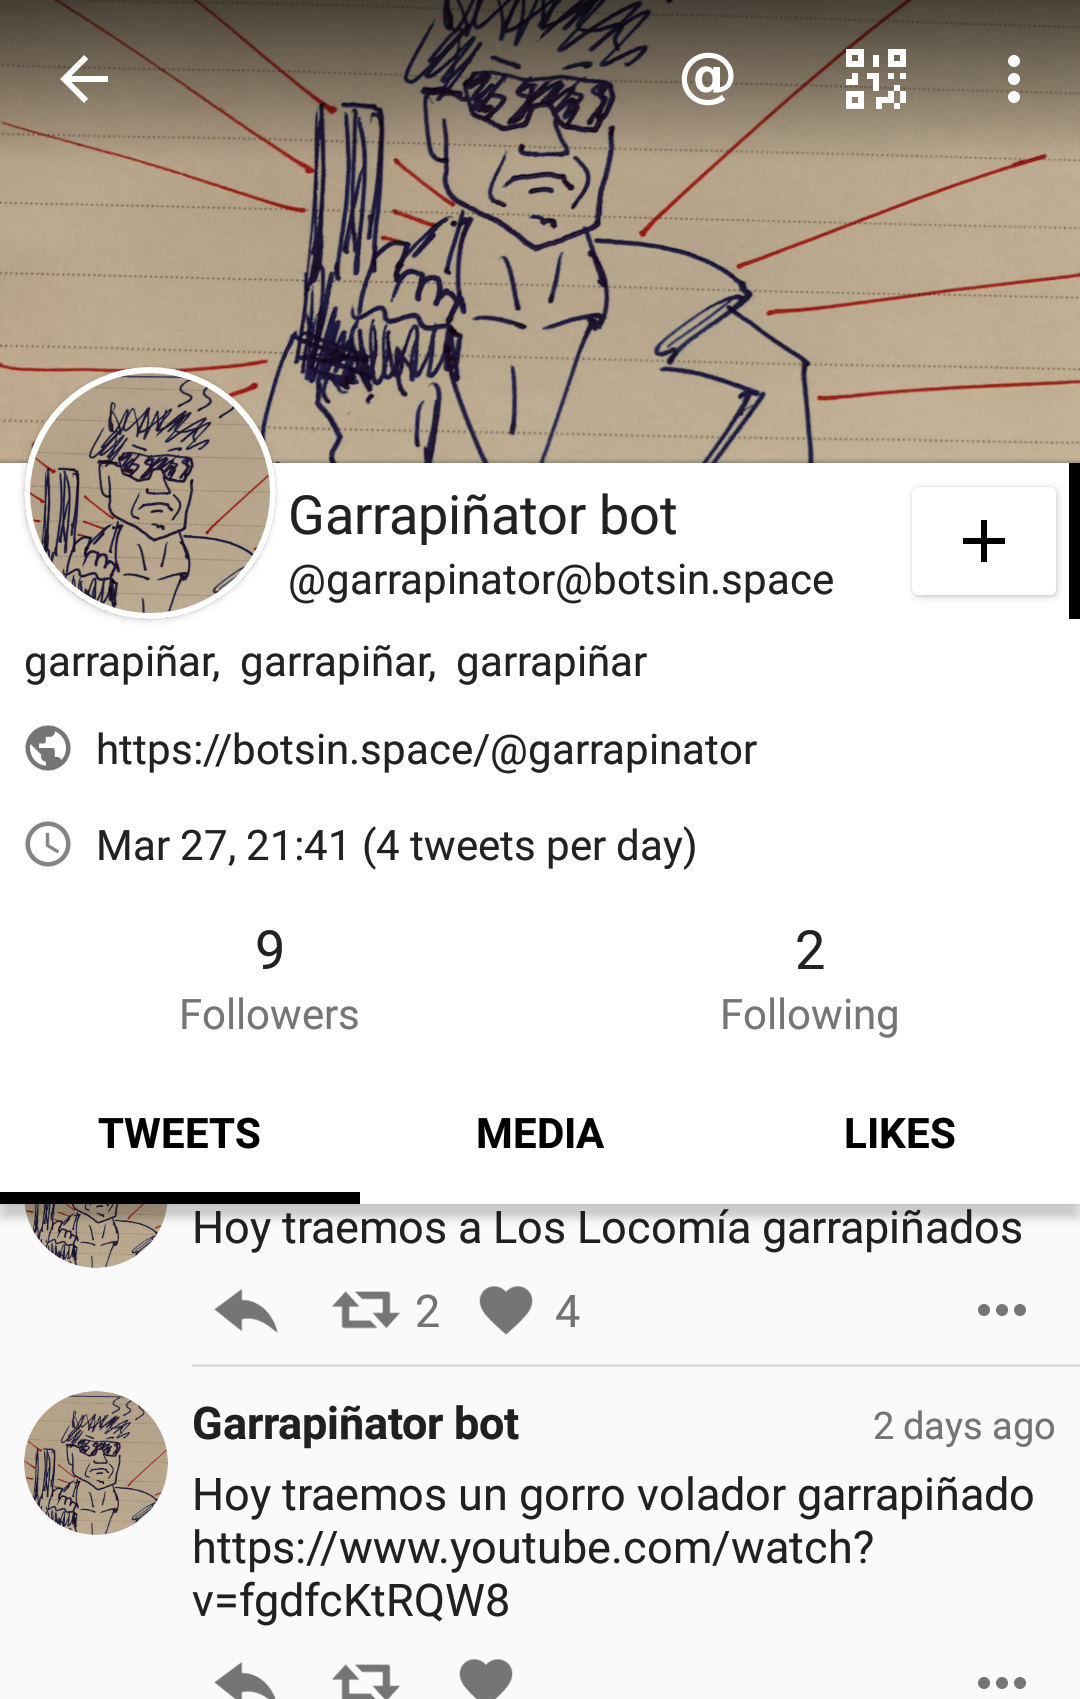 @
Garrapiñator bot
@garrapinator@botsin.space
garrapiñar, garrapiñar, garrapiñar
https://botsin.space/@garrapinator
Mar 27, 21:41 (4 tweets per day)
9
Followers
2
Following
TWEETS
MEDIA
LIKES
Hoy traemos a Los Locomía garrapiñados
2
4
Garrapiñator bot
2 days ago
Hoy traemos un gorro volador garrapiñado
https://www.youtube.com/watch?
v=fgdfcKtRQW8